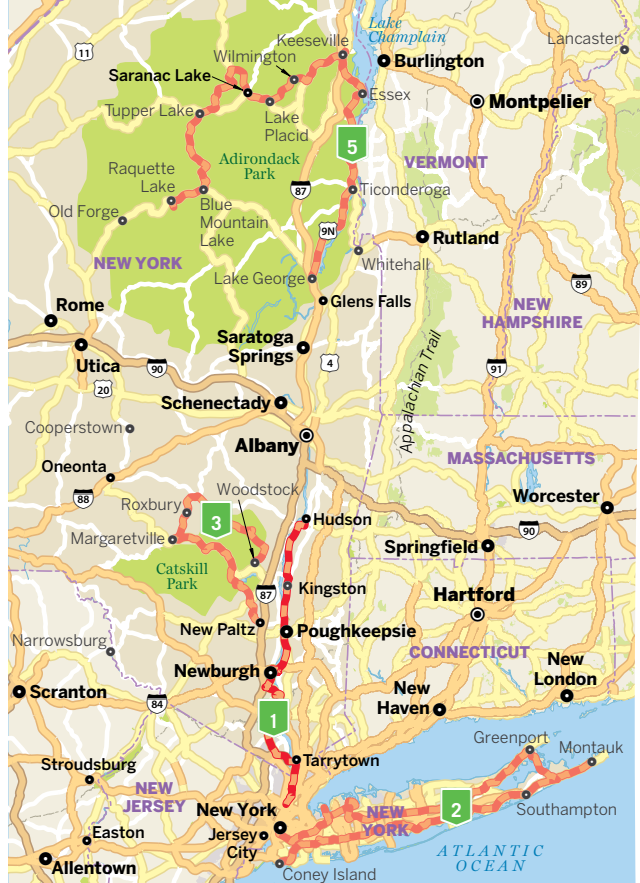 Lake
Champlain
Keeseville
Lancaster
11
Wilmington
Burlington
Saranac Lake
Essex
Montpelier
Tupper Lake
Lake
Placid
5
Adirondack
Park
VERMONT
Raquette
Lake
87
Ticonderoga
Old Forge
Blue
Mountain
Lake
9N
Rutland
NEW YORK
Whitehall
Lake George
89
Rome
Glens Falls
NEW
HAMPSHIRE
Saratoga
Springs
Utica
90
4
91
20
Appalachian Trail
Schenectady
Cooperstown
Albany
Oneonta
MASSACHUSETTS
88
Woodstock
Worcester
Roxbury
3
Hudson
90
Margaretville
Springfield
Catskill
Park
87
Kingston
Hartford
New Paltz
Poughkeepsie
Narrowsburg
CONNECTICUT
Newburgh
New
London
Scranton
New
Haven
84
1
Greenport
Montauk
Tarrytown
Stroudsburg
NEW
JERSEY
New York
NEW
YORK
2
Southampton
Easton
Jersey
City
ATLANTIC
OCEAN
Allentown
Coney Island